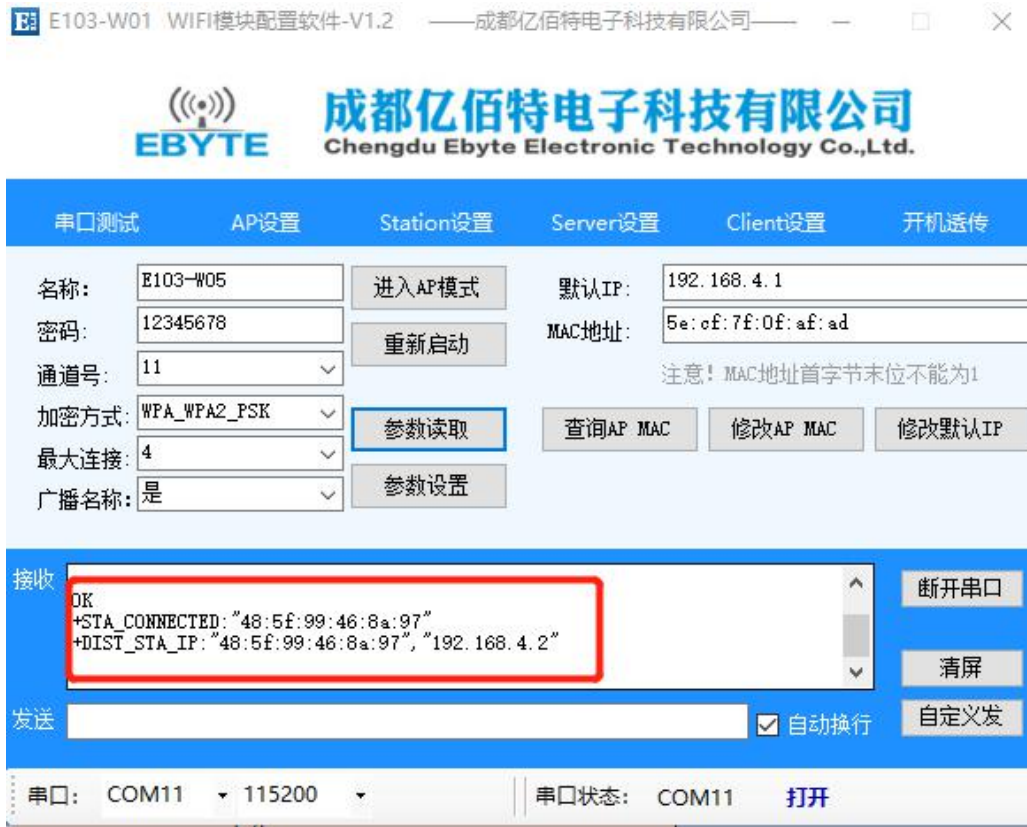 E103-W01 WIFI模块配置软件-V1.2 ——成都亿佰特电子科技有限公司——
EBYTE
成都亿佰特电子科技有限公司
Chengdu Ebyte Electronic Technology Co.,Ltd.
串口测试 AP设置 Station设置 Server设置 Client设置 开机透传
名称: E103-W05 进入AP模式 默认IP: 192.168.4.1
密码: 12345678 重新启动 MAC地址: 5e:cf:7f:0f:af:ad
通道号: 11 注意! MAC地址首字节末位不能为1
加密方式: WPA_WPA2_PSK 参数读取 查询AP MAC 修改AP MAC 修改默认IP
最大连接: 4
广播名称: 是 参数设置
接收 断开串口
OK
+STA_CONNECTED:"48:5f:99:46:8a:97"
+DIST_STA_IP:"48:5f:99:46:8a:97","192.168.4.2"
清屏
发送 自动换行 自定义发
串口: COM11 115200 串口状态: COM11 打开